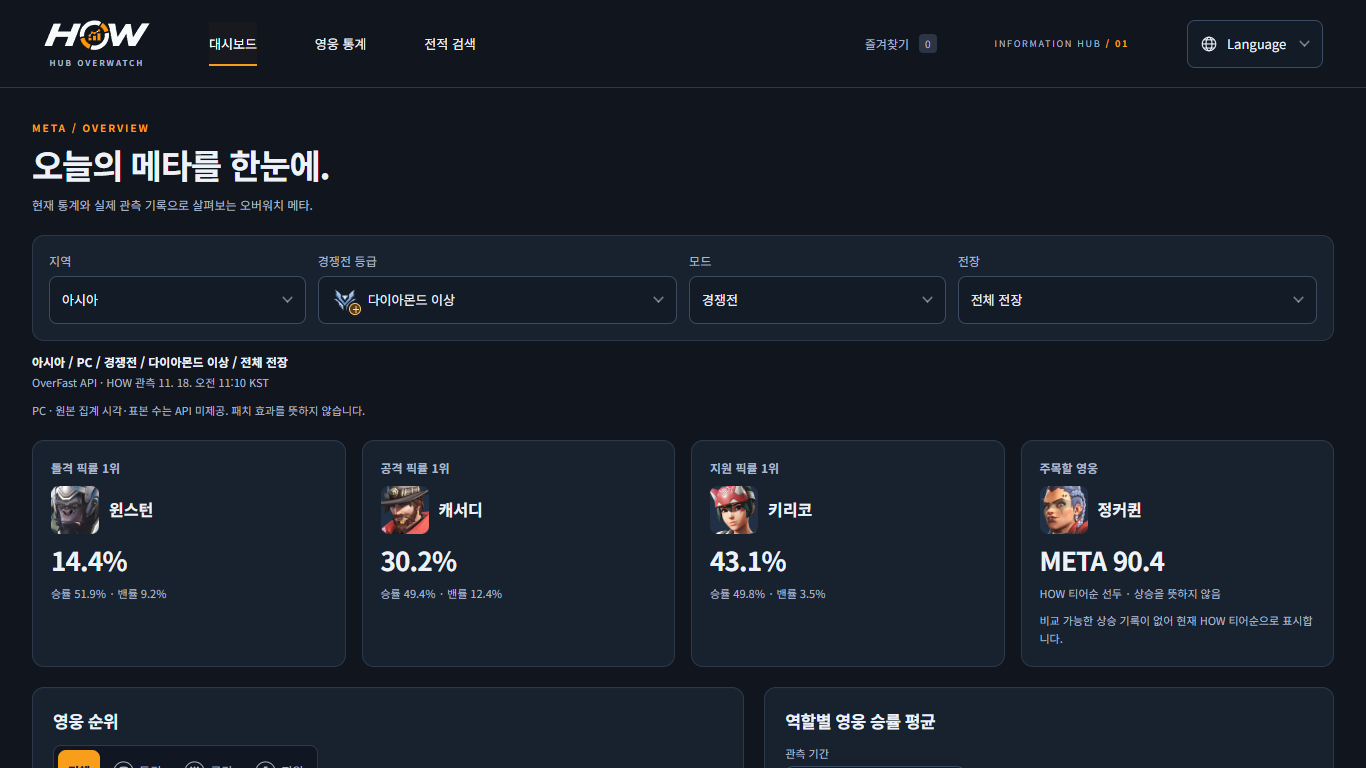 HOW
HUB OVERWATCH
대시보드
영웅 통계
전적 검색
즐겨찾기 0
INFORMATION HUB / 01
Language
META / OVERVIEW
오늘의 메타를 한눈에.
현재 통계와 실제 관측 기록으로 살펴보는 오버워치 메타.
지역
경쟁전 등급
모드
전장
아시아
다이아몬드 이상
경쟁전
전체 전장
아시아 / PC / 경쟁전 / 다이아몬드 이상 / 전체 전장
OverFast API · HOW 관측 11. 18. 오전 11:10 KST
PC · 원본 집계 시각·표본 수는 API 미제공. 패치 효과를 뜻하지 않습니다.
돌격 픽률 1위
윈스턴
14.4%
승률 51.9% · 밴률 9.2%
공격 픽률 1위
캐서디
30.2%
승률 49.4% · 밴률 12.4%
지원 픽률 1위
키리코
43.1%
승률 49.8% · 밴률 3.5%
주목할 영웅
정커퀸
META 90.4
HOW 티어순 선두 · 상승을 뜻하지 않음
비교 가능한 상승 기록이 없어 현재 HOW 티어순으로 표시합
니다.
영웅 순위
역할별 영웅 승률 평균
관측 기간